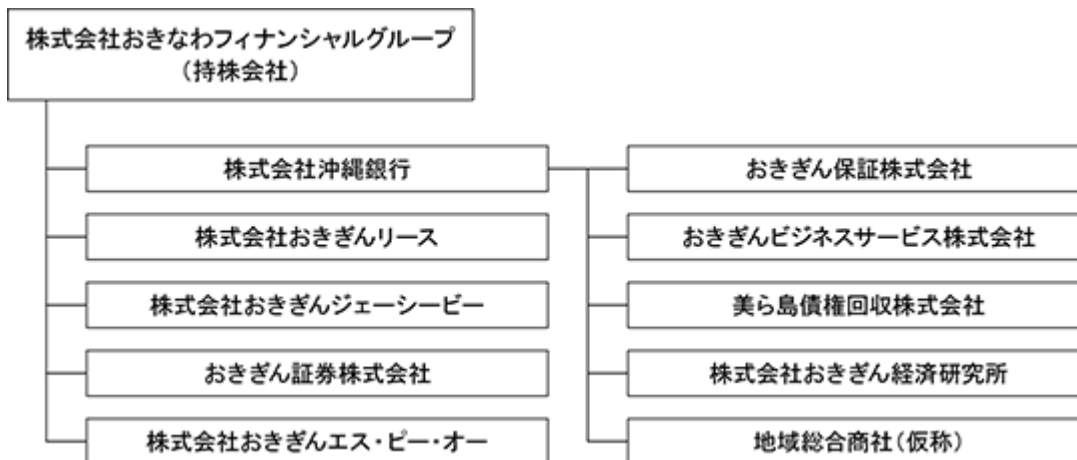 株式会社おきなわフィナンシャルグループ
（持株会社）
株式会社沖縄銀行
おきぎん保証株式会社
株式会社おきぎんリース
おきぎんビジネスサービス株式会社
株式会社おきぎんジェーシービー
美ら島債権回収株式会社
おきぎん証券株式会社
株式会社おきぎん経済研究所
株式会社おきぎんエス・ピー・オー
地域総合商社（仮称）